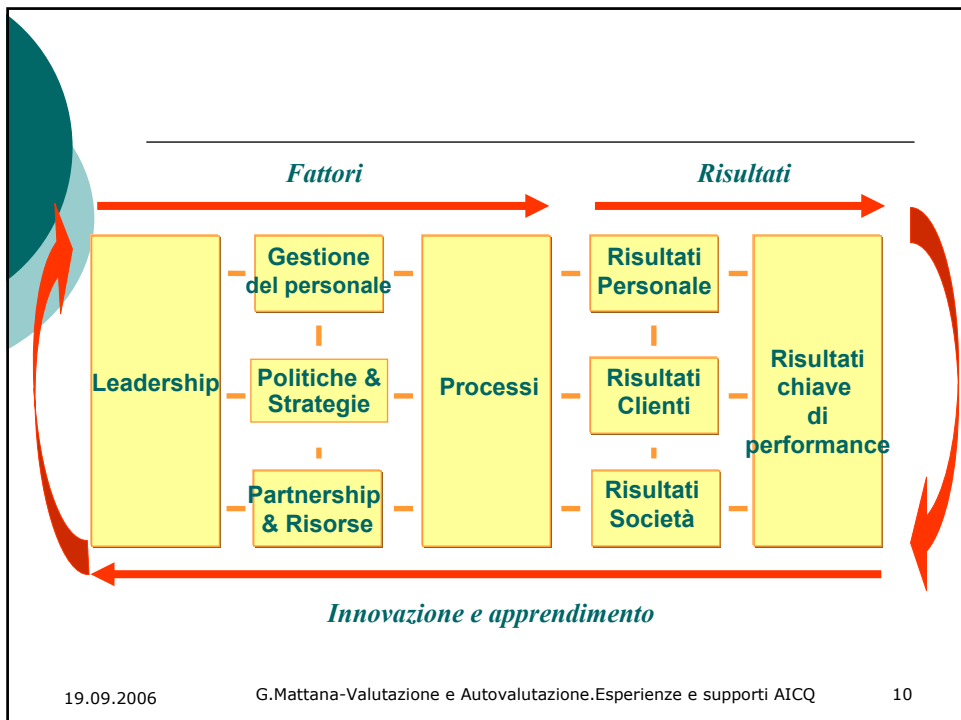 Fattori
Risultati
Leadership
Gestione
del personale
Politiche &
Strategie
Partnership
& Risorse
Processi
Risultati
Personale
Risultati
Clienti
Risultati
Società
Risultati
chiave
di
performance
Innovazione e apprendimento
19.09.2006
G.Mattana-Valutazione e Autovalutazione.Esperienze e supporti AICQ
10